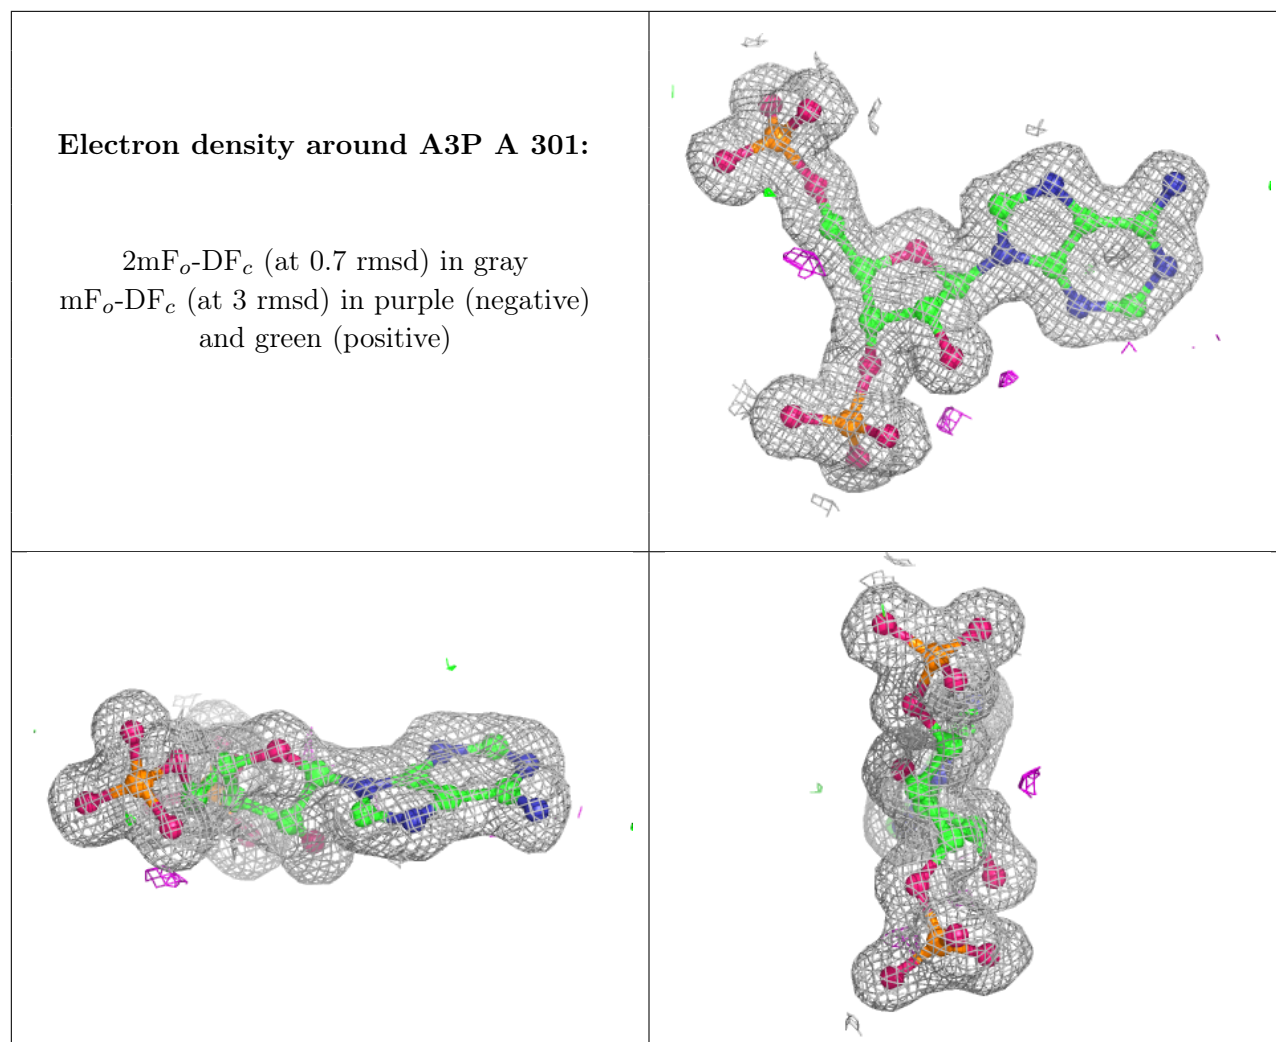 Electron density around A3P A 301:
2mFo-DFc (at 0.7 rmsd) in gray
mFo-DFc (at 3 rmsd) in purple (negative)
and green (positive)